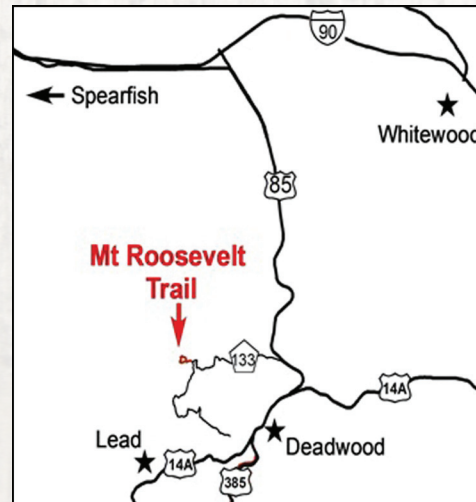 90
Spearfish
Whitewood
85
Mt Roosevelt
Trail
133
14A
Lead
Deadwood
14A
385